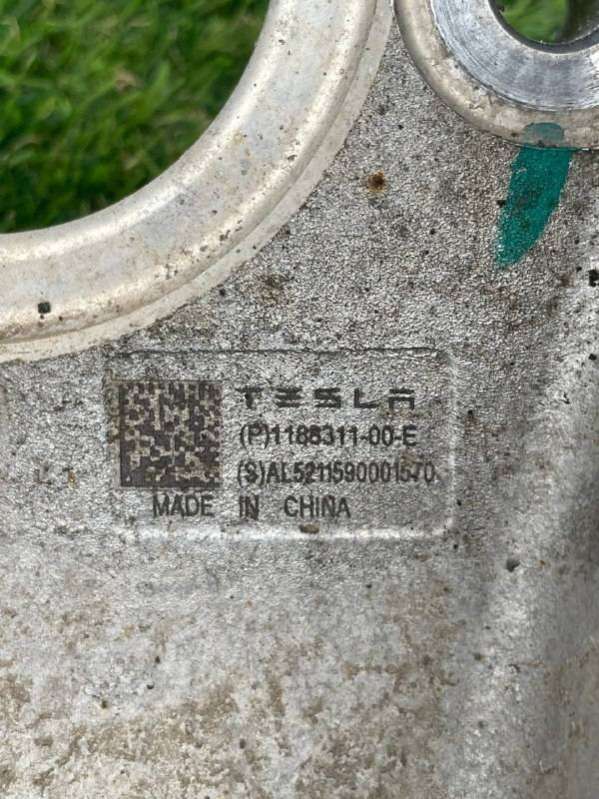 TESLA
(P)1188311-00-E
(S)AL5211590001570
MADE IN CHINA